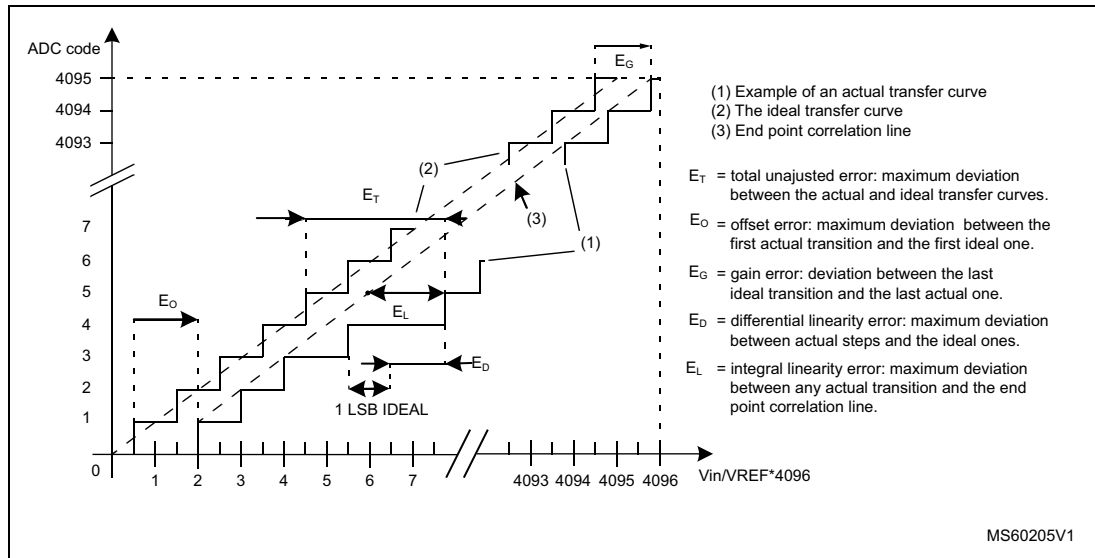 ADC code
4095
4094
4093
7
6
5
4
3
2
1
0
EG
(2)
ET
(3)
(1)
EO
EL
ED
1 LSB IDEAL
1 2 3 4 5 6 7 4093 4094 4095 4096
Vin/VREF*4096
(1) Example of an actual transfer curve
(2) The ideal transfer curve
(3) End point correlation line
ET = total unajusted error: maximum deviation
between the actual and ideal transfer curves.
EO = offset error: maximum deviation between the
first actual transition and the first ideal one.
EG = gain error: deviation between the last
ideal transition and the last actual one.
ED = differential linearity error: maximum deviation
between actual steps and the ideal ones.
EL = integral linearity error: maximum deviation
between any actual transition and the end
point correlation line.
MS60205V1